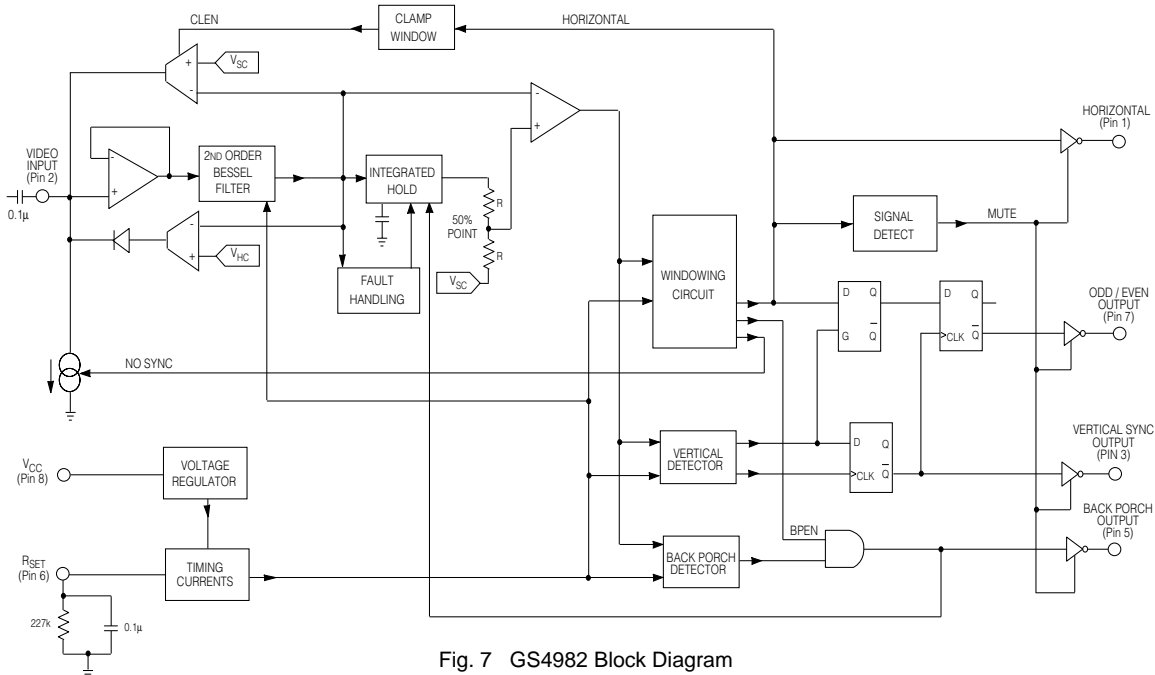 CLEN
CLAMP
WINDOW
HORIZONTAL
+
VSC
-
-
+
HORIZONTAL
(Pin 1)
VIDEO
INPUT
(Pin 2)
-
+
0.1µ
2ND ORDER
BESSEL
FILTER
INTEGRATED
HOLD
R
50%
POINT
R
VSC
-
+
VHC
FAULT
HANDLING
WINDOWING
CIRCUIT
SIGNAL
DETECT
MUTE
D Q
G Q
D Q
CLK Q
ODD / EVEN
OUTPUT
(Pin 7)
NO SYNC
VCC
(Pin 8)
VOLTAGE
REGULATOR
VERTICAL
DETECTOR
D Q
CLK Q
VERTICAL SYNC
OUTPUT
(PIN 3)
BPEN
BACK PORCH
OUTPUT
(Pin 5)
RSET
(Pin 6)
TIMING
CURRENTS
BACK PORCH
DETECTOR
227k
0.1µ
Fig. 7 GS4982 Block Diagram